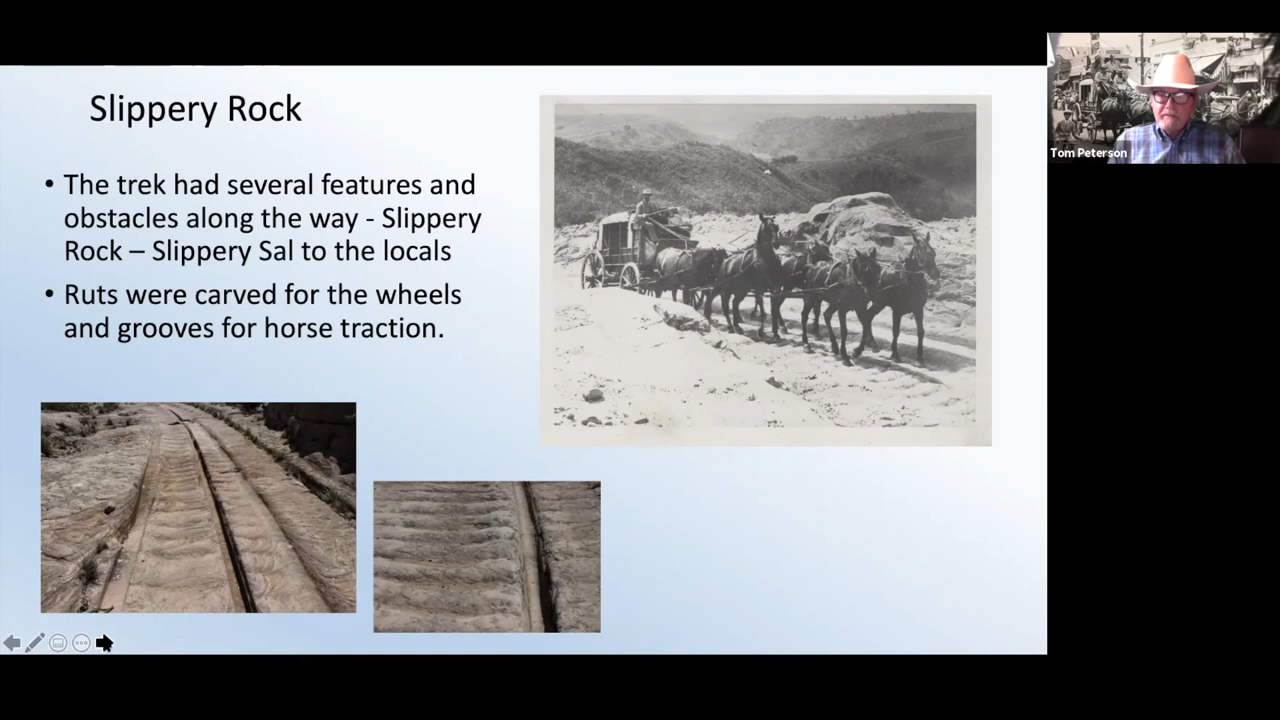 Slippery Rock
• The trek had several features and
obstacles along the way - Slippery
Rock – Slippery Sal to the locals
• Ruts were carved for the wheels
and grooves for horse traction.
Tom Peterson